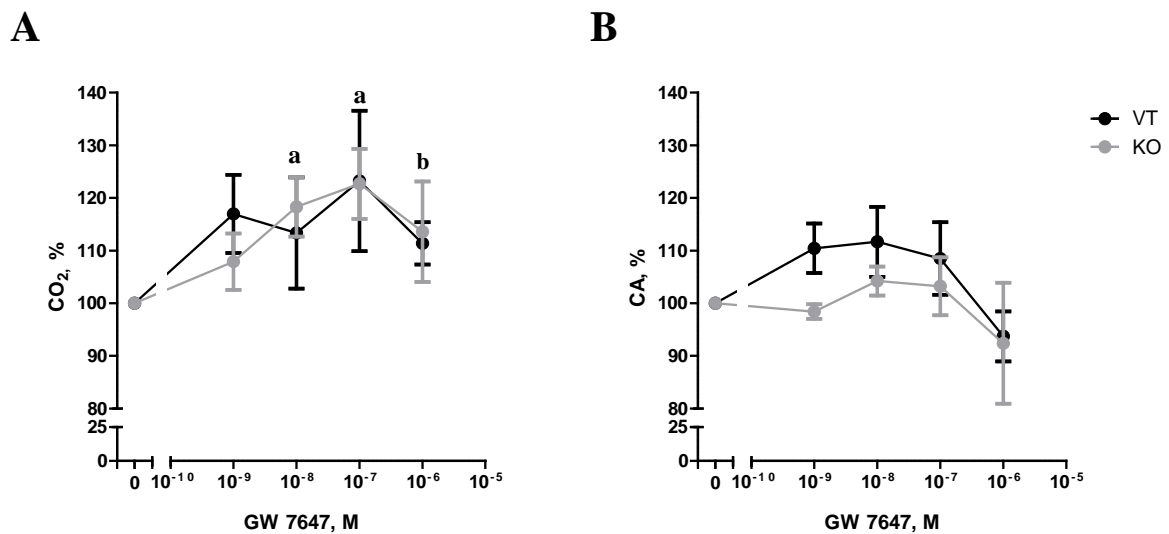 A
B
140
130
120
110
100
90
80
25
0
CO₂, %
a
a
b
0 10⁻¹⁰ 10⁻⁹ 10⁻⁸ 10⁻⁷ 10⁻⁶ 10⁻⁵
GW 7647, M
140
130
120
110
100
90
80
25
0
CA, %
0 10⁻¹⁰ 10⁻⁹ 10⁻⁸ 10⁻⁷ 10⁻⁶ 10⁻⁵
GW 7647, M
VT
KO